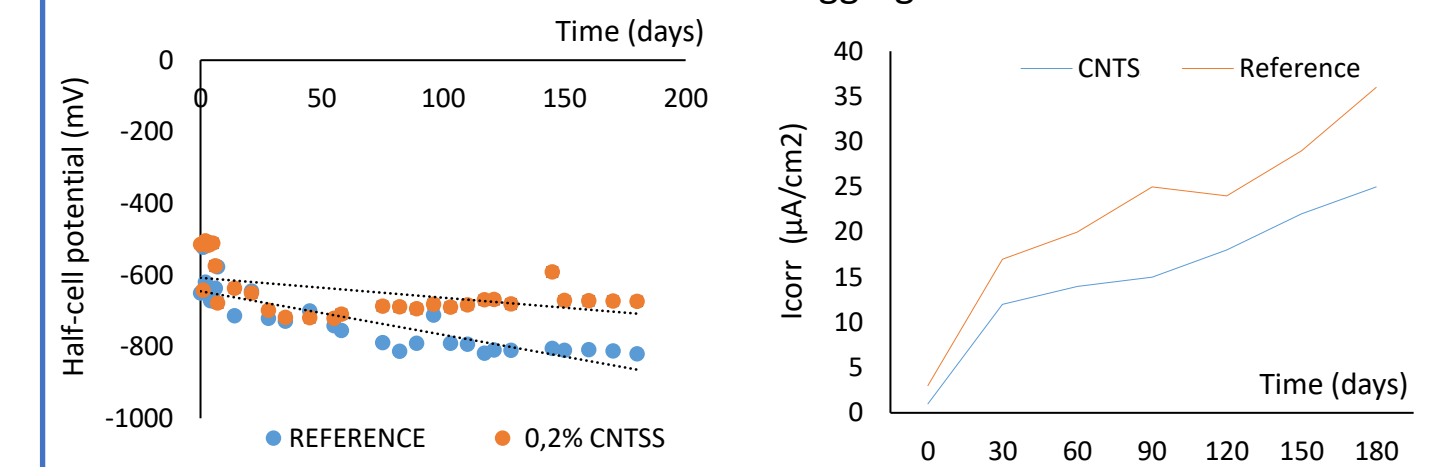 Time (days)
0
0 50 100 150 200
-200
-400
-600
-800
-1000
Half-cell potential (mV)
REFERENCE 0,2% CNTSS
40
35
30
25
20
15
10
5
0
CNTS Reference
Icorr (µA/cm2)
Time (days)
0 30 60 90 120 150 180